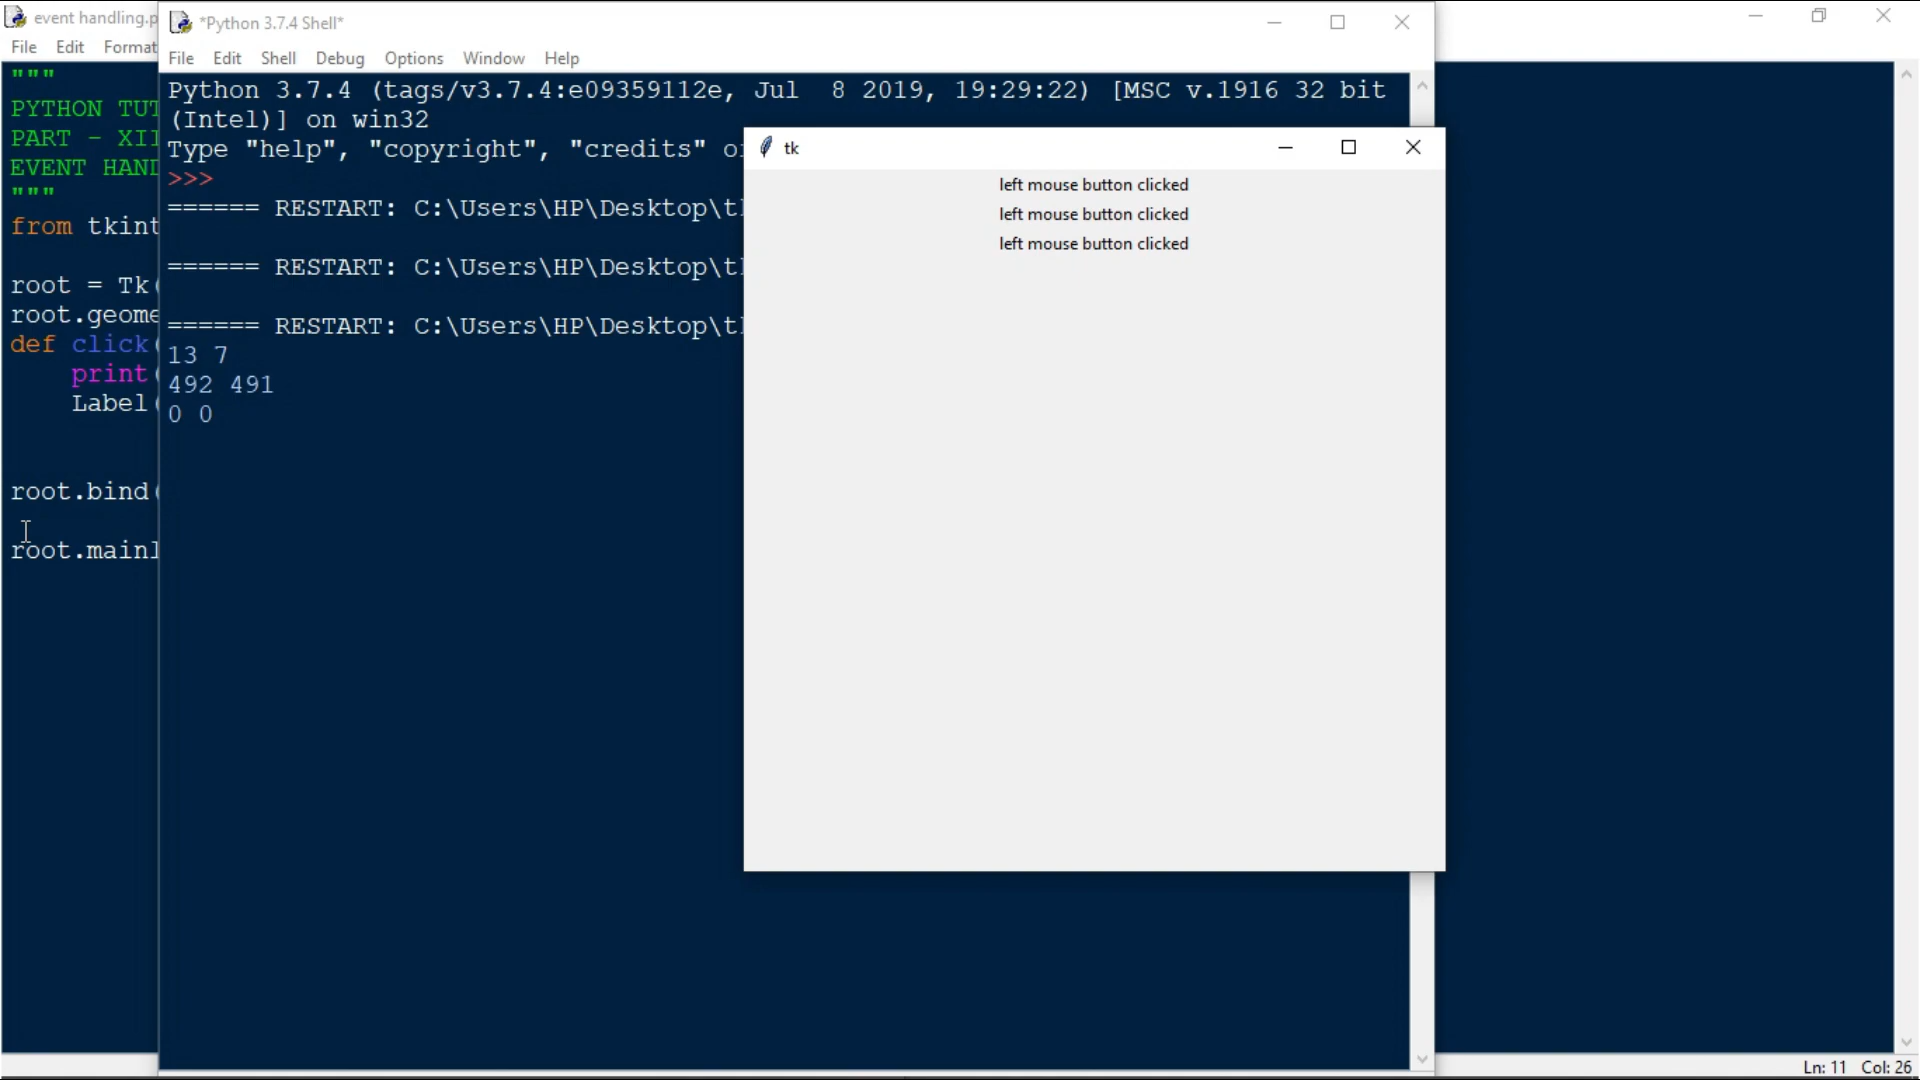 event handling.p
File Edit Format
"""
PYTHON TUT
PART - XII
EVENT HAND
"""
from tkint
root = Tk(
root.geome
def click(
print(
Label(
root.bind(
root.mainl
*Python 3.7.4 Shell*
File Edit Shell Debug Options Window Help
Python 3.7.4 (tags/v3.7.4:e09359112e, Jul  8 2019, 19:29:22) [MSC v.1916 32 bit
(Intel)] on win32
Type "help", "copyright", "credits" o
>>>
====== RESTART: C:\Users\HP\Desktop\t
====== RESTART: C:\Users\HP\Desktop\t
====== RESTART: C:\Users\HP\Desktop\t
13 7
492 491
0 0
tk
left mouse button clicked
left mouse button clicked
left mouse button clicked
Ln: 11 Col: 26